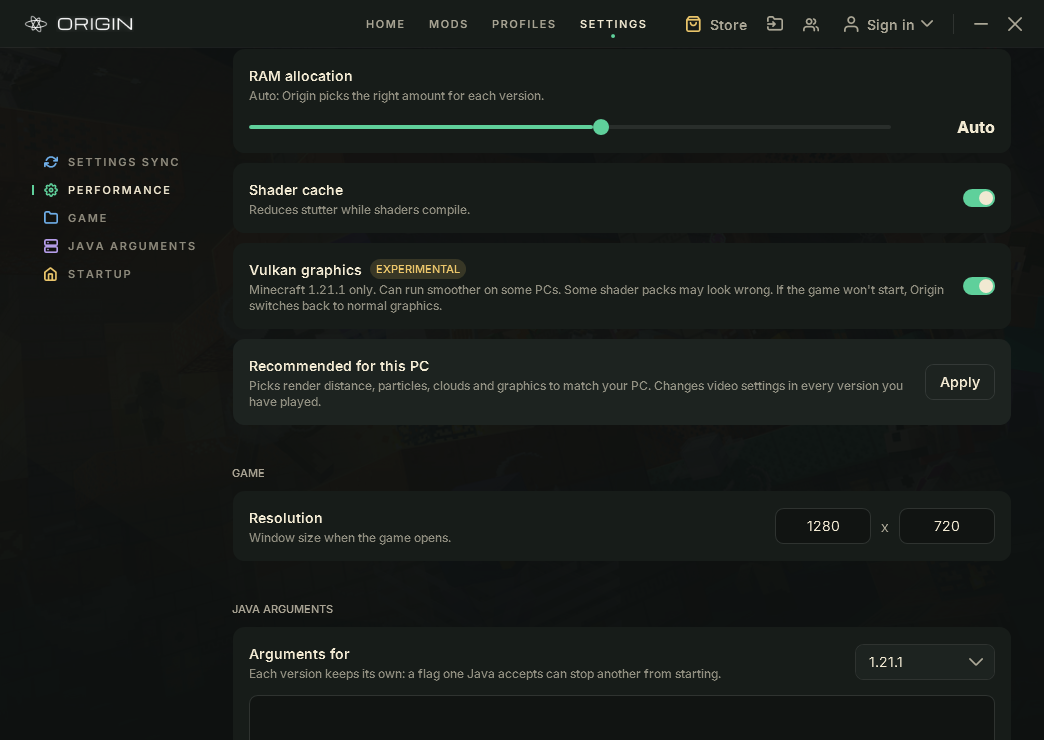 ORIGIN
HOME MODS PROFILES SETTINGS Store Sign in
RAM allocation
Auto: Origin picks the right amount for each version.
Auto
SETTINGS SYNC
PERFORMANCE
GAME
JAVA ARGUMENTS
STARTUP
Shader cache
Reduces stutter while shaders compile.
Vulkan graphics EXPERIMENTAL
Minecraft 1.21.1 only. Can run smoother on some PCs. Some shader packs may look wrong. If the game won't start, Origin
switches back to normal graphics.
Recommended for this PC
Picks render distance, particles, clouds and graphics to match your PC. Changes video settings in every version you
have played.
Apply
GAME
Resolution
Window size when the game opens.
1280 x 720
JAVA ARGUMENTS
Arguments for
Each version keeps its own: a flag one Java accepts can stop another from starting.
1.21.1